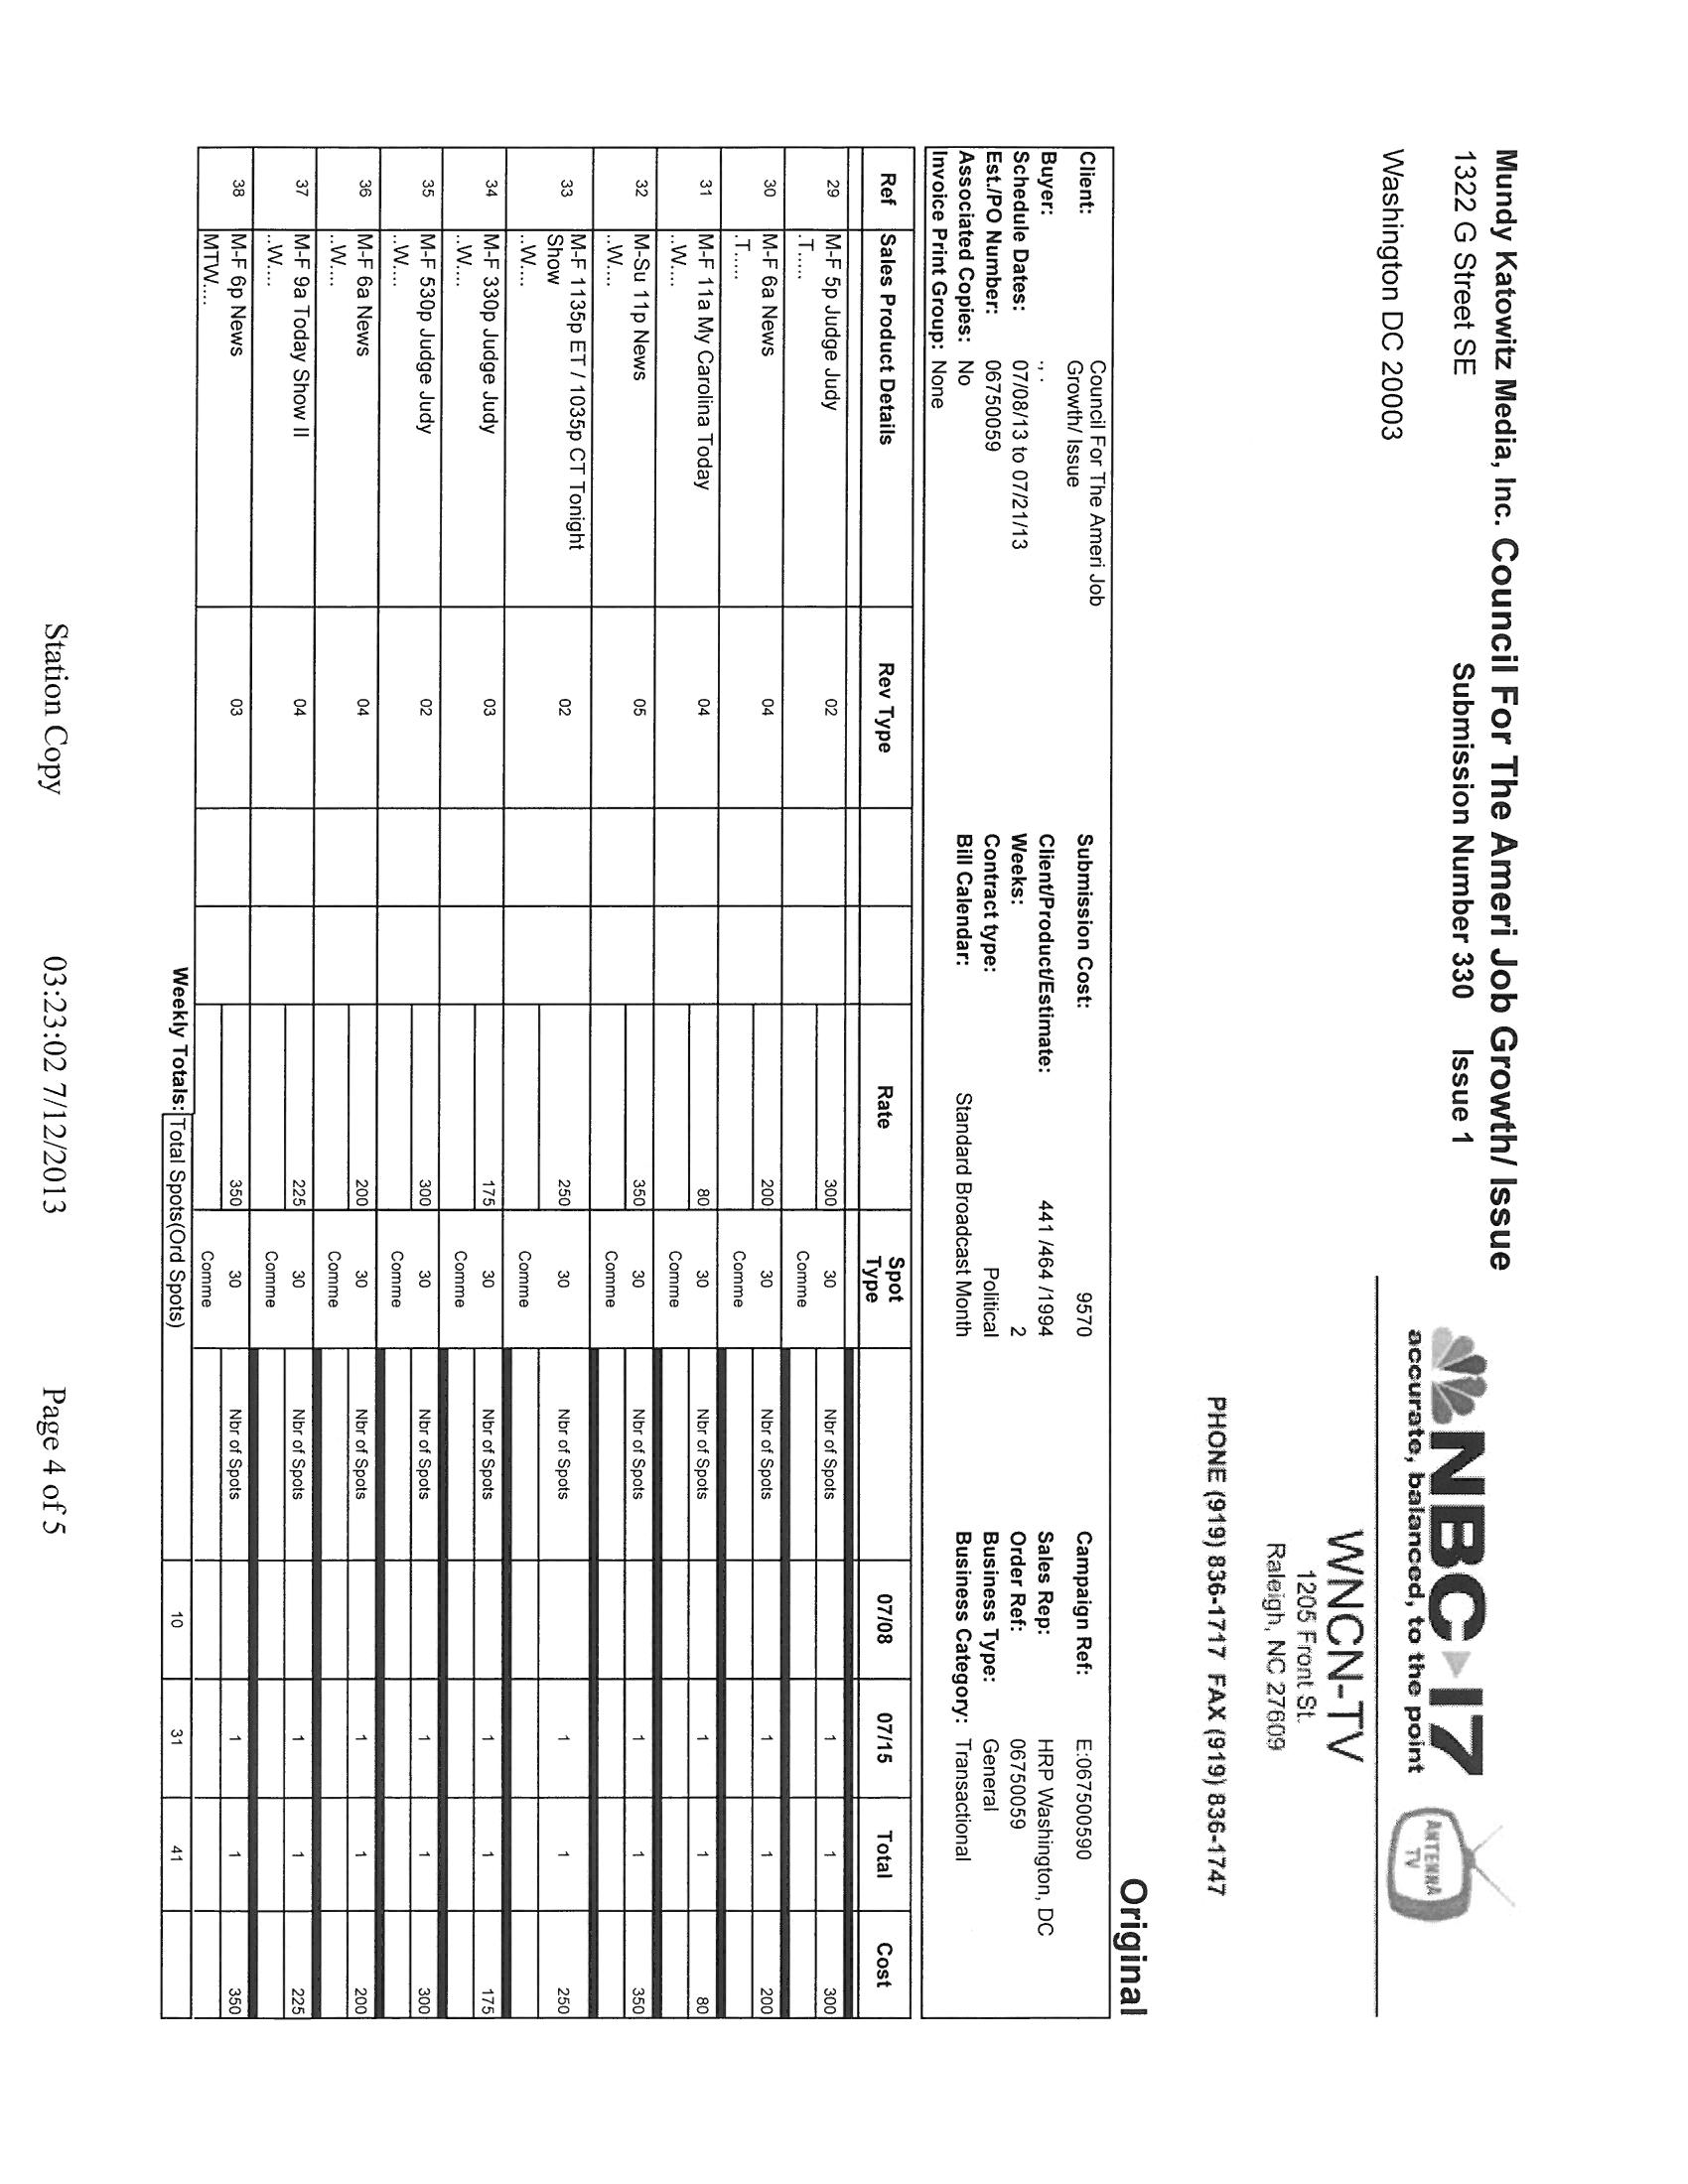 Mundy Katowitz Media, Inc. Council For The Ameri Job Growth/ Issue
1322 G Street SE Submission Number 330 Issue 1
Washington DC 20003
NBC 17
accurate, balanced, to the point
ANTENNA TV
WNCN-TV
1205 Front St.
Raleigh, NC 27609
PHONE (919) 836-1717 FAX (919) 836-1747
Original
Client: Council For The Ameri Job Growth/ Issue Submission Cost: 9570 Campaign Ref: E:067500590
Buyer: ., . Client/Product/Estimate: 441 /464 /1994 Sales Rep: HRP Washington, DC
Schedule Dates: 07/08/13 to 07/21/13 Weeks: 2 Order Ref: 06750059
Est./PO Number: 06750059 Contract type: Political Business Type: General
Associated Copies: No Bill Calendar: Standard Broadcast Month Business Category: Transactional
Invoice Print Group: None
Ref Sales Product Details Rev Type Rate Spot Type 07/08 07/15 Total Cost
29 M-F 5p Judge Judy 02 300 30 Nbr of Spots 1 1 300
.T..... Comme
30 M-F 6a News 04 200 30 Nbr of Spots 1 1 200
.T..... Comme
31 M-F 11a My Carolina Today 04 80 30 Nbr of Spots 1 1 80
..W.... Comme
32 M-Su 11p News 05 350 30 Nbr of Spots 1 1 350
..W.... Comme
33 M-F 1135p ET / 1035p CT Tonight 02 250 30 Nbr of Spots 1 1 250
Show
..W.... Comme
34 M-F 330p Judge Judy 03 175 30 Nbr of Spots 1 1 175
..W.... Comme
35 M-F 530p Judge Judy 02 300 30 Nbr of Spots 1 1 300
..W.... Comme
36 M-F 6a News 04 200 30 Nbr of Spots 1 1 200
..W.... Comme
37 M-F 9a Today Show II 04 225 30 Nbr of Spots 1 1 225
..W.... Comme
38 M-F 6p News 03 350 30 Nbr of Spots 1 1 350
MTW.... Comme
Weekly Totals: Total Spots(Ord Spots) 10 31 41
Station Copy 03:23:02 7/12/2013 Page 4 of 5